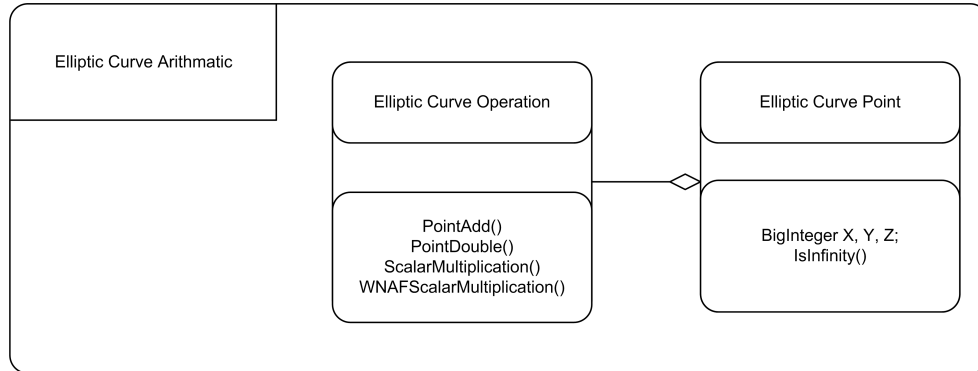 Elliptic Curve Arithmatic
Elliptic Curve Operation
PointAdd()
PointDouble()
ScalarMultiplication()
WNAFScalarMultiplication()
Elliptic Curve Point
BigInteger X, Y, Z;
IsInfinity()